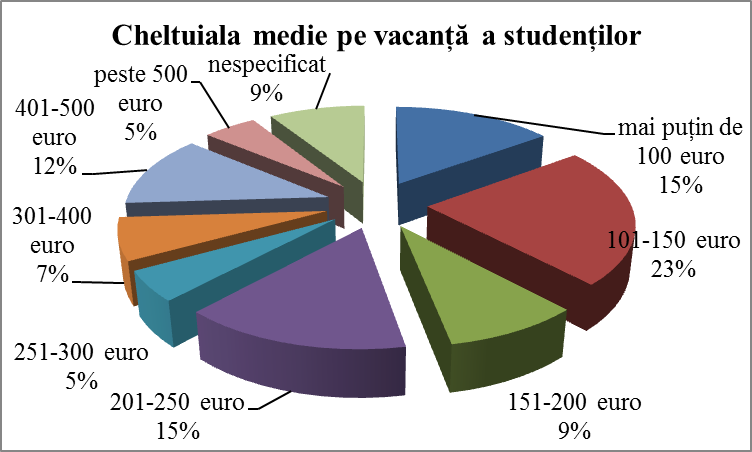 Cheltuiala medie pe vacanță a studenților
mai puțin de
100 euro
15%
101-150 euro
23%
151-200 euro
9%
201-250 euro
15%
251-300 euro
5%
301-400
euro
7%
401-500
euro
12%
peste 500
euro
5%
nespecificat
9%